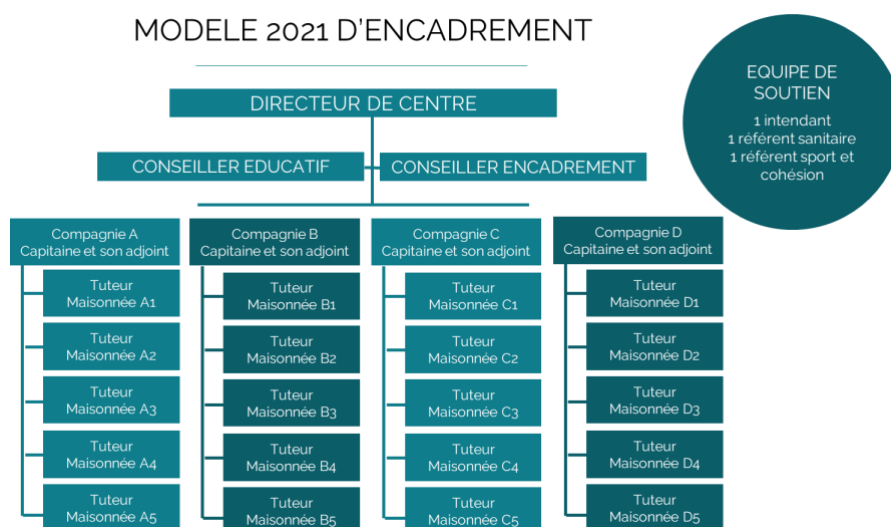 MODELE 2021 D'ENCADREMENT
EQUIPE DE
SOUTIEN
1 intendant
1 référent sanitaire
1 référent sport et
cohésion
DIRECTEUR DE CENTRE
CONSEILLER EDUCATIF
CONSEILLER ENCADREMENT
Compagnie A
Capitaine et son adjoint
Tuteur
Maisonnée A1
Tuteur
Maisonnée A2
Tuteur
Maisonnée A3
Tuteur
Maisonnée A4
Tuteur
Maisonnée A5
Compagnie B
Capitaine et son adjoint
Tuteur
Maisonnée B1
Tuteur
Maisonnée B2
Tuteur
Maisonnée B3
Tuteur
Maisonnée B4
Tuteur
Maisonnée B5
Compagnie C
Capitaine et son adjoint
Tuteur
Maisonnée C1
Tuteur
Maisonnée C2
Tuteur
Maisonnée C3
Tuteur
Maisonnée C4
Tuteur
Maisonnée C5
Compagnie D
Capitaine et son adjoint
Tuteur
Maisonnée D1
Tuteur
Maisonnée D2
Tuteur
Maisonnée D3
Tuteur
Maisonnée D4
Tuteur
Maisonnée D5